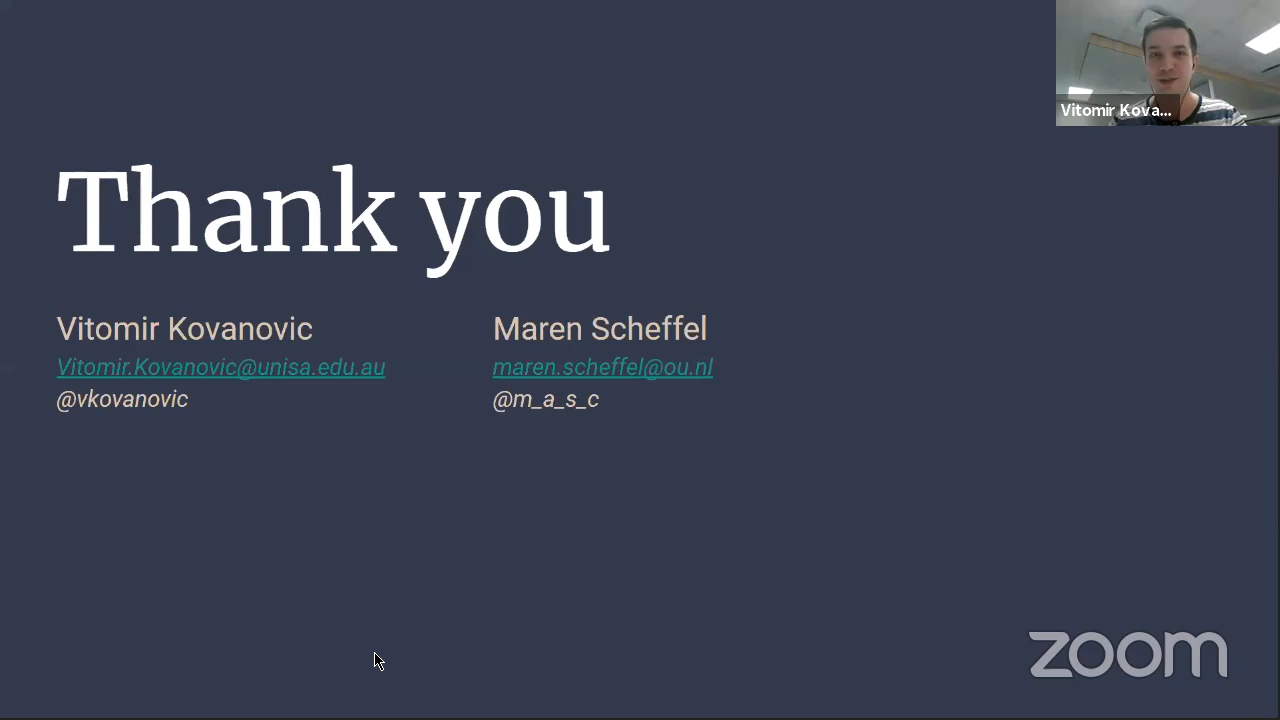 Vitomir Kova...
Thank you
Vitomir Kovanovic
Vitomir.Kovanovic@unisa.edu.au
@vkovanovic
Maren Scheffel
maren.scheffel@ou.nl
@m_a_s_c
zoom